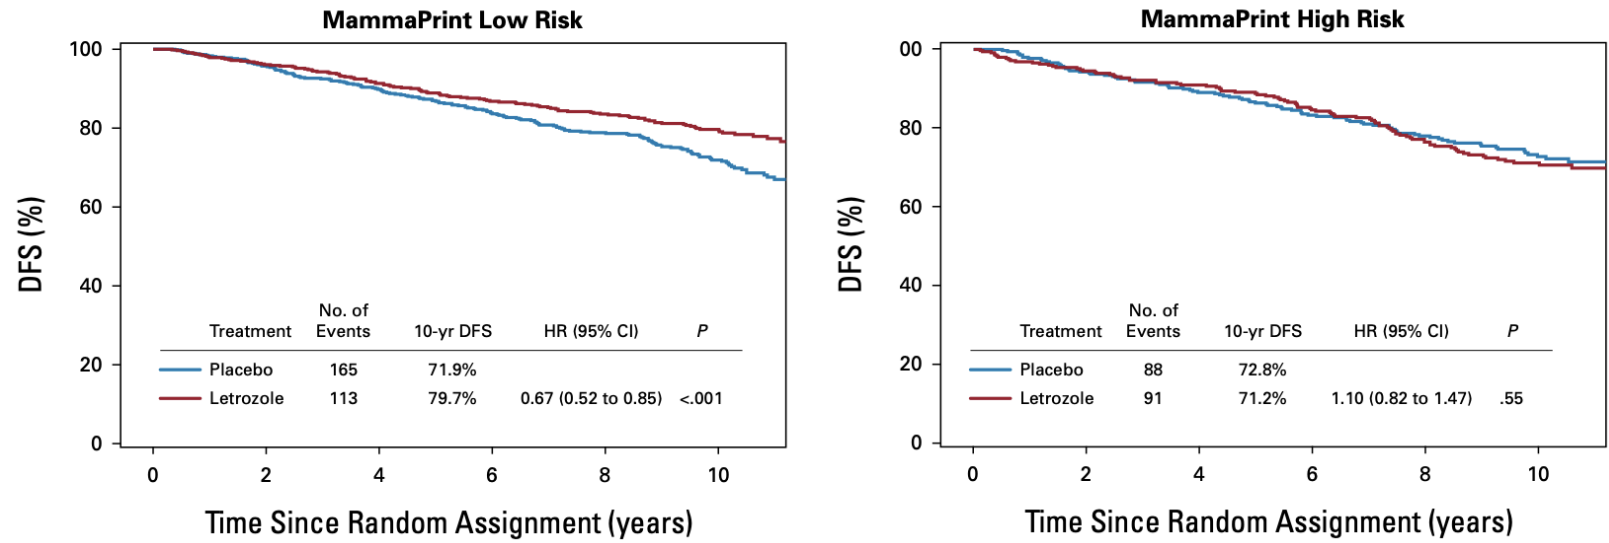 MammaPrint Low Risk
100
80
60
40
20
0
DFS (%)
No. of
Treatment Events 10-yr DFS HR (95% CI) P
Placebo 165 71.9%
Letrozole 113 79.7% 0.67 (0.52 to 0.85) <.001
0 2 4 6 8 10
Time Since Random Assignment (years)
MammaPrint High Risk
00
80
60
40
20
0
DFS (%)
No. of
Treatment Events 10-yr DFS HR (95% CI) P
Placebo 88 72.8%
Letrozole 91 71.2% 1.10 (0.82 to 1.47) .55
0 2 4 6 8 10
Time Since Random Assignment (years)